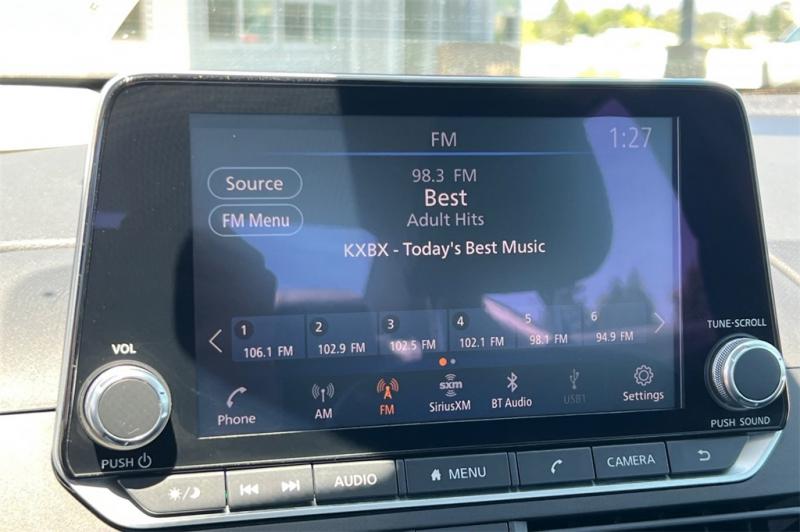 FM
1:27
Source
98.3 FM
Best
FM Menu
Adult Hits
KXBX - Today's Best Music
1 2 3 4 5 6
106.1 FM 102.9 FM 102.5 FM 102.1 FM 98.1 FM 94.9 FM
VOL
TUNE·SCROLL
Phone AM FM sxm SiriusXM BT Audio USB1 Settings
PUSH
PUSH SOUND
AUDIO MENU CAMERA